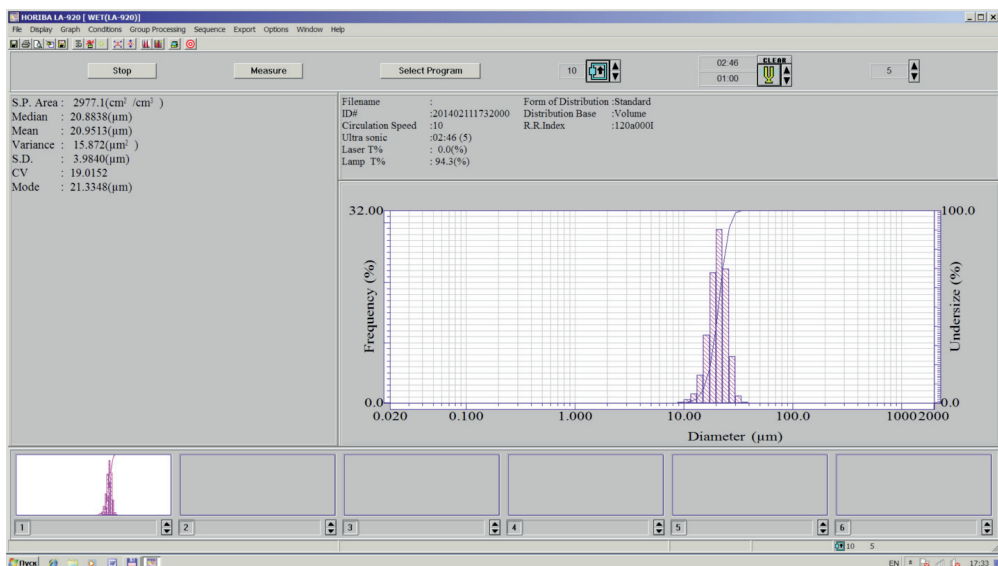 HORIBA LA-920 [ WET(LA-920)]
File Display Graph Conditions Group Processing Sequence Export Options Window Help
Stop
Measure
Select Program
10
02:46
01:00
CLEAR
5
S.P. Area : 2977.1(cm² /cm³ )
Median : 20.8838(µm)
Mean : 20.9513(µm)
Variance : 15.872(µm² )
S.D. : 3.9840(µm)
CV : 19.0152
Mode : 21.3348(µm)
Filename :
ID# :201402111732000
Circulation Speed :10
Ultra sonic :02:46 (5)
Laser T% : 0.0(%)
Lamp T% : 94.3(%)
Form of Distribution :Standard
Distribution Base :Volume
R.R.Index :120a000I
32.00
100.0
Frequency (%)
Undersize (%)
0.0
0.0
0.020 0.100 1.000 10.00 100.0 1000 2000
Diameter (µm)
1 2 3 4 5 6
10 5
Пуск
EN
17:33